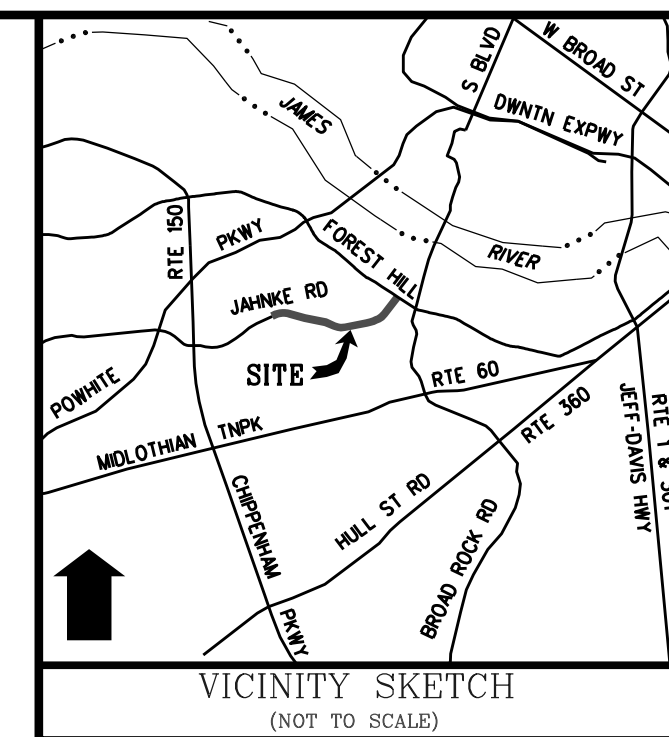 W BROAD ST
S BLVD
DWNTN EXPWY
JAMES
RIVER
RTE 150
PKWY
FOREST HILL
JAHNKE RD
SITE
RTE 60
POWHITE
RTE 360
MIDLOTHIAN TNPK
JEFF-DAVIS HWY
CHIPPENHAM
PKWY
HULL ST RD
BROAD ROCK RD
RTE 1 &
VICINITY SKETCH
(NOT TO SCALE)